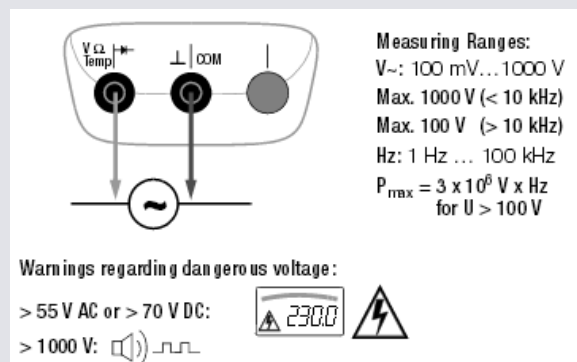 V Ω
Temp
⊥ COM
Measuring Ranges:
V~: 100 mV...1000 V
Max. 1000 V (< 10 kHz)
Max. 100 V (> 10 kHz)
Hz: 1 Hz ... 100 kHz
Pmax = 3 x 10⁶ V x Hz
for U > 100 V
~
Warnings regarding dangerous voltage:
> 55 V AC or > 70 V DC:
230.0
> 1000 V: